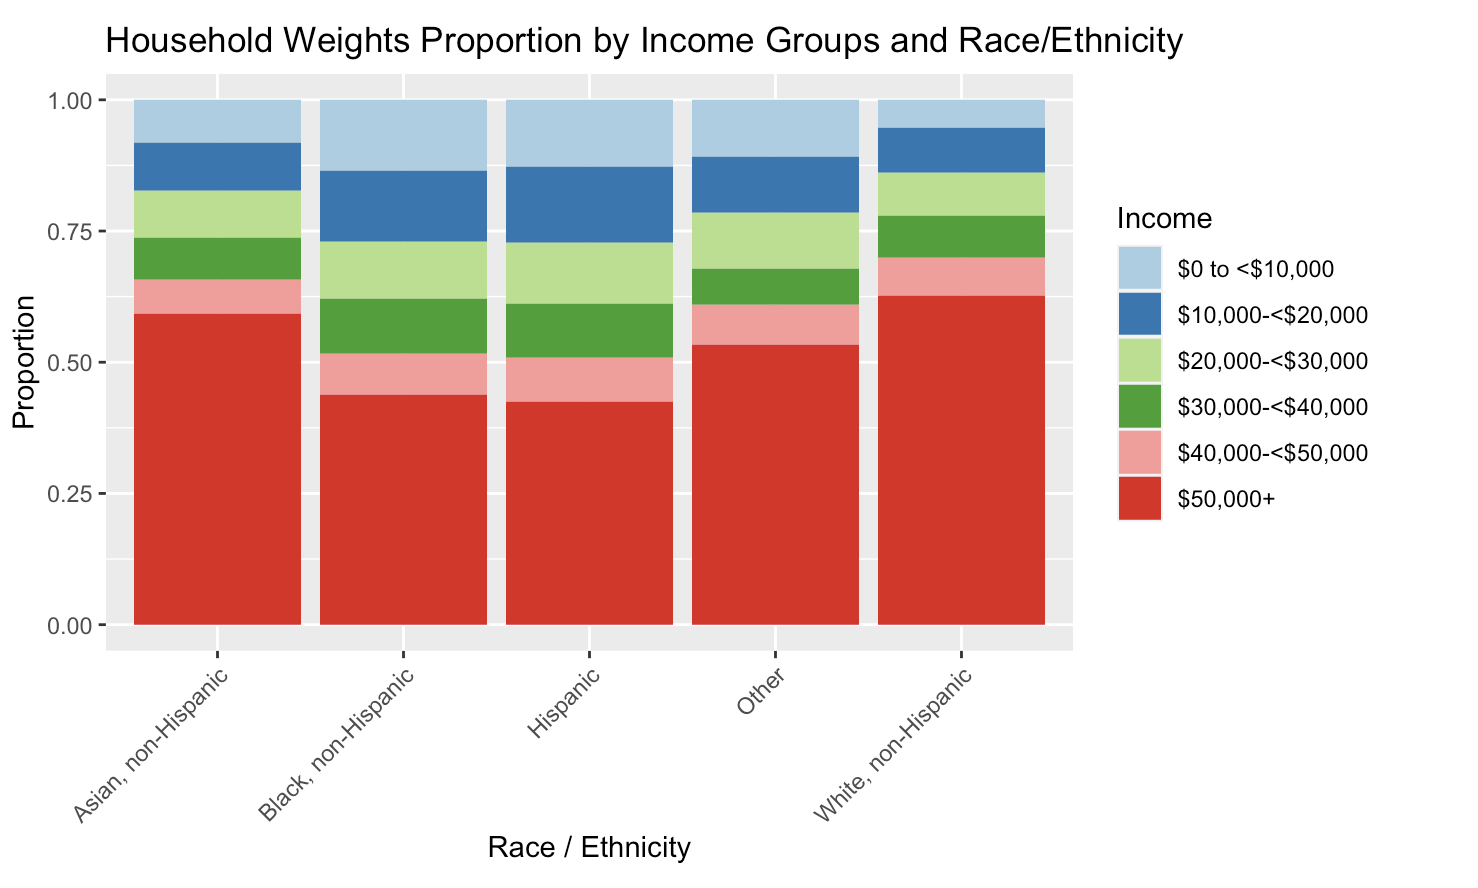 Household Weights Proportion by Income Groups and Race/Ethnicity
1.00
0.75
0.50
0.25
0.00
Proportion
Asian, non-Hispanic
Black, non-Hispanic
Hispanic
Other
White, non-Hispanic
Race / Ethnicity
Income
$0 to <$10,000
$10,000-<$20,000
$20,000-<$30,000
$30,000-<$40,000
$40,000-<$50,000
$50,000+